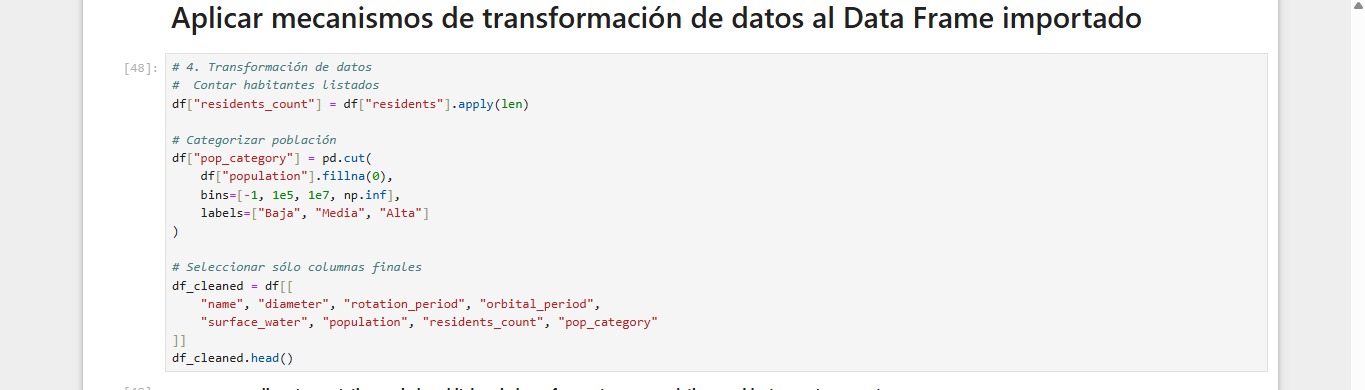 Aplicar mecanismos de transformación de datos al Data Frame importado
[48]:
# 4. Transformación de datos
#  Contar habitantes listados
df["residents_count"] = df["residents"].apply(len)
# Categorizar población
df["pop_category"] = pd.cut(
    df["population"].fillna(0),
    bins=[-1, 1e5, 1e7, np.inf],
    labels=["Baja", "Media", "Alta"]
)
# Seleccionar sólo columnas finales
df_cleaned = df[[
    "name", "diameter", "rotation_period", "orbital_period",
    "surface_water", "population", "residents_count", "pop_category"
]]
df_cleaned.head()